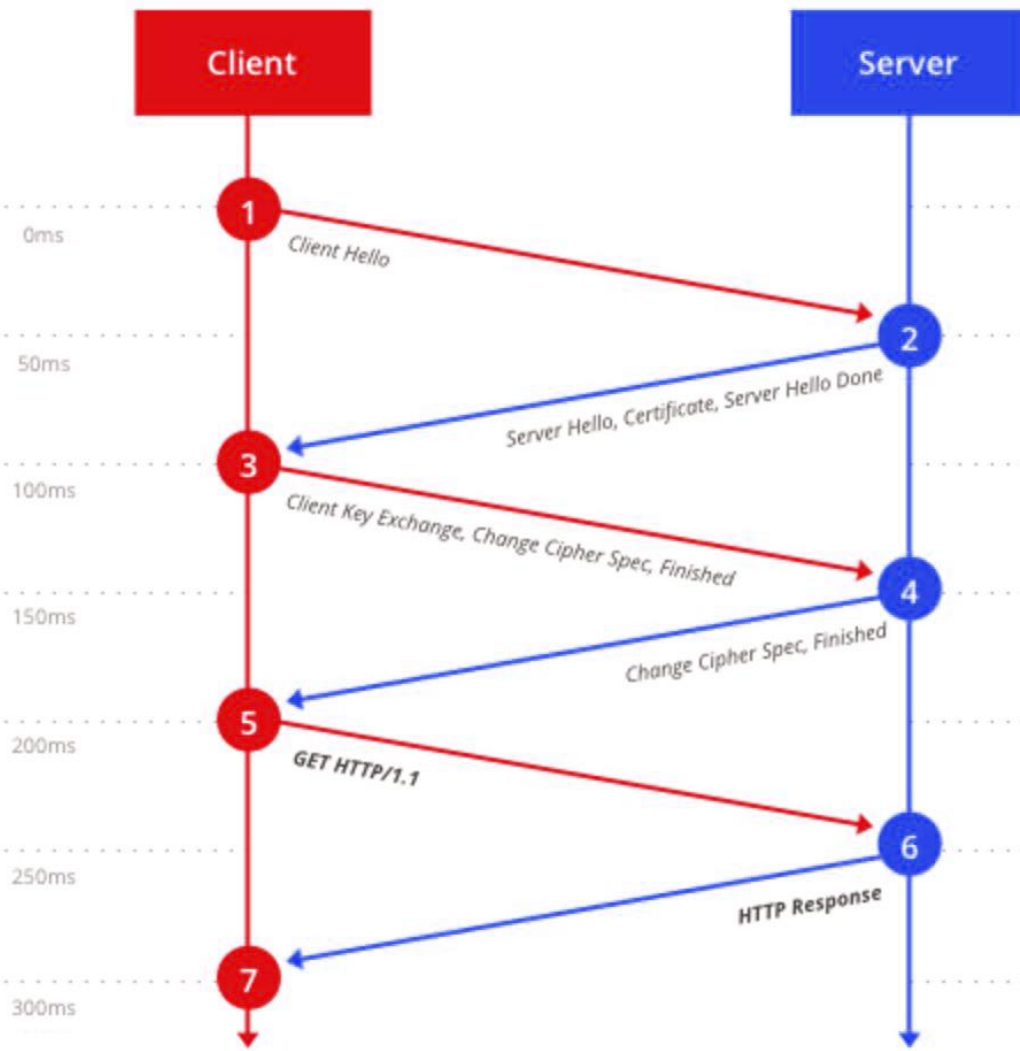 Client
Server
1
0ms
Client Hello
2
50ms
Server Hello, Certificate, Server Hello Done
3
100ms
Client Key Exchange, Change Cipher Spec, Finished
4
150ms
Change Cipher Spec, Finished
5
200ms
GET HTTP/1.1
6
250ms
HTTP Response
7
300ms